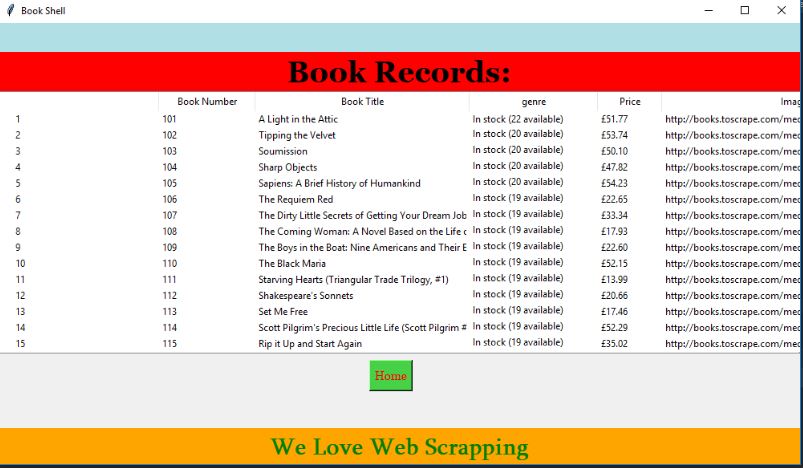 Book Shell
Book Records:
Book Number Book Title genre Price Imag
1 101 A Light in the Attic In stock (22 available) £51.77 http://books.toscrape.com/med
2 102 Tipping the Velvet In stock (20 available) £53.74 http://books.toscrape.com/med
3 103 Soumission In stock (20 available) £50.10 http://books.toscrape.com/med
4 104 Sharp Objects In stock (20 available) £47.82 http://books.toscrape.com/med
5 105 Sapiens: A Brief History of Humankind In stock (20 available) £54.23 http://books.toscrape.com/med
6 106 The Requiem Red In stock (19 available) £22.65 http://books.toscrape.com/med
7 107 The Dirty Little Secrets of Getting Your Dream Job In stock (19 available) £33.34 http://books.toscrape.com/med
8 108 The Coming Woman: A Novel Based on the Life o In stock (19 available) £17.93 http://books.toscrape.com/med
9 109 The Boys in the Boat: Nine Americans and Their E In stock (19 available) £22.60 http://books.toscrape.com/med
10 110 The Black Maria In stock (19 available) £52.15 http://books.toscrape.com/med
11 111 Starving Hearts (Triangular Trade Trilogy, #1) In stock (19 available) £13.99 http://books.toscrape.com/med
12 112 Shakespeare's Sonnets In stock (19 available) £20.66 http://books.toscrape.com/med
13 113 Set Me Free In stock (19 available) £17.46 http://books.toscrape.com/med
14 114 Scott Pilgrim's Precious Little Life (Scott Pilgrim # In stock (19 available) £52.29 http://books.toscrape.com/med
15 115 Rip it Up and Start Again In stock (19 available) £35.02 http://books.toscrape.com/med
Home
We Love Web Scrapping